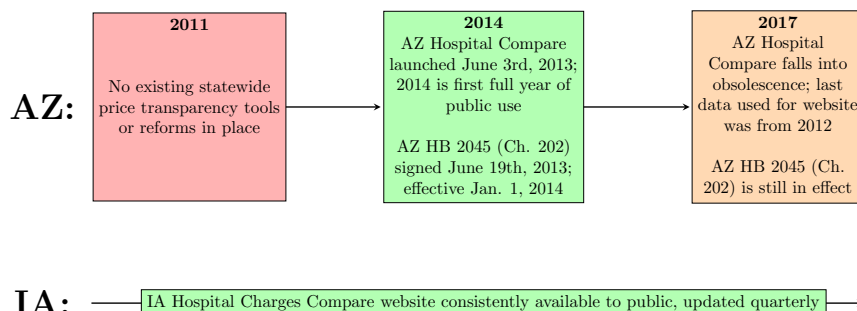 2011
No existing statewide
price transparency tools
or reforms in place
2014
AZ Hospital Compare
launched June 3rd, 2013;
2014 is first full year of
public use
AZ HB 2045 (Ch. 202)
signed June 19th, 2013;
effective Jan. 1, 2014
2017
AZ Hospital
Compare falls into
obsolescence; last
data used for website
was from 2012
AZ HB 2045 (Ch.
202) is still in effect
AZ:
IA:
IA Hospital Charges Compare website consistently available to public, updated quarterly